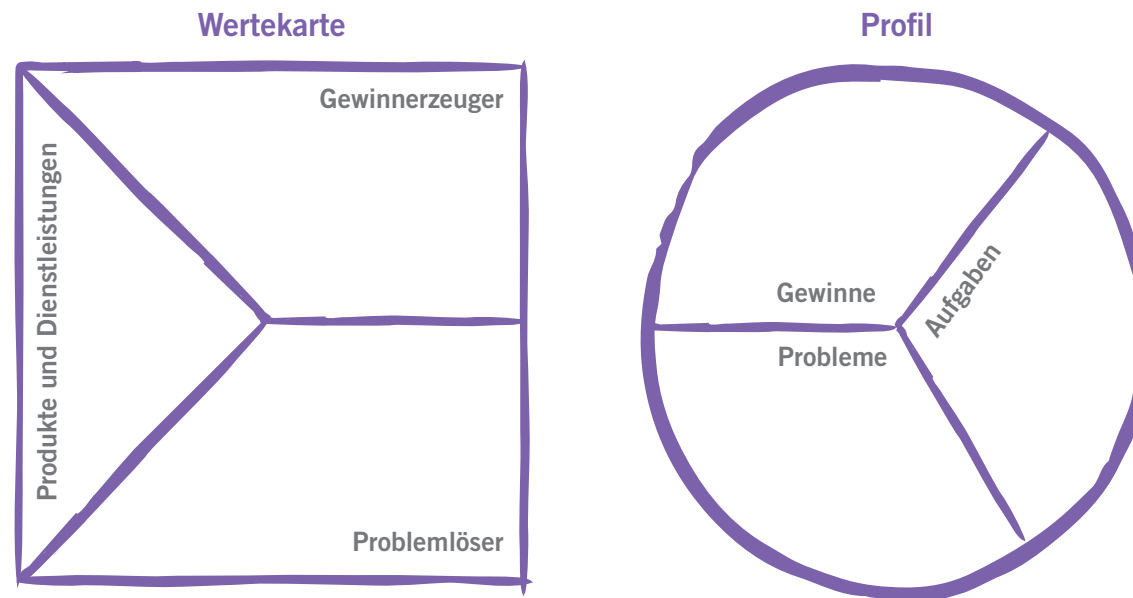 Wertekarte
Gewinnerzeuger
Produkte und Dienstleistungen
Problemlöser
Profil
Gewinne
Probleme
Aufgaben